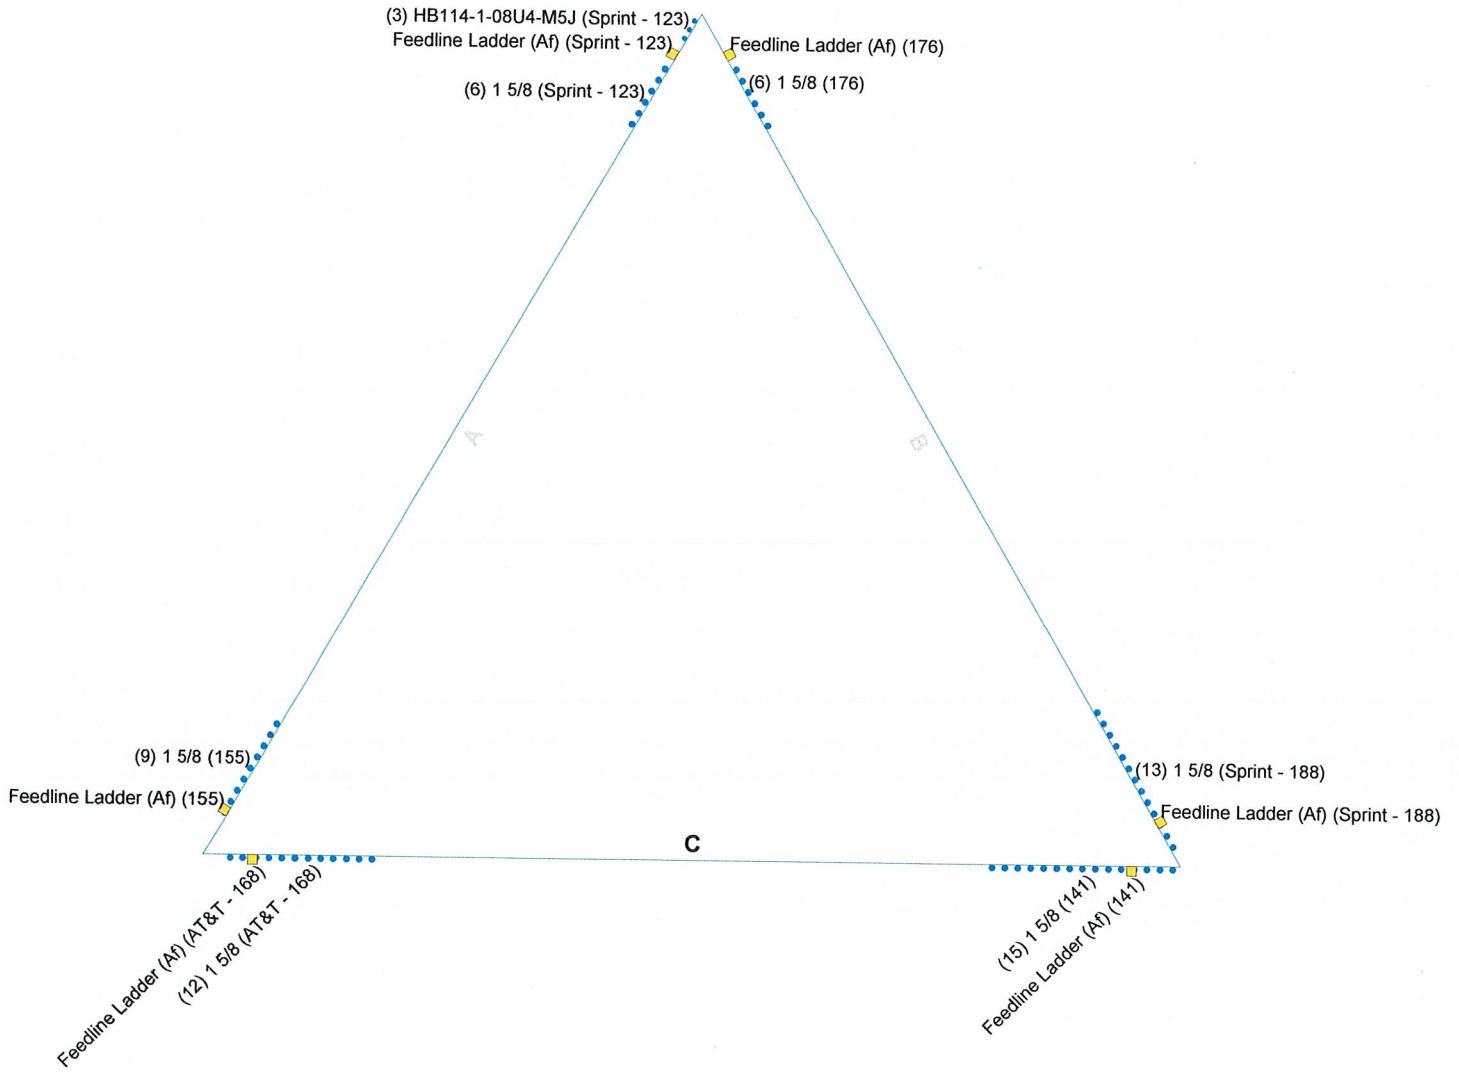 (3) HB114-1-08U4-M5J (Sprint - 123)
Feedline Ladder (Af) (Sprint - 123)
Feedline Ladder (Af) (176)
(6) 1 5/8 (Sprint - 123)
(6) 1 5/8 (176)
A
B
(9) 1 5/8 (155)
(13) 1 5/8 (Sprint - 188)
Feedline Ladder (Af) (155)
Feedline Ladder (Af) (Sprint - 188)
C
Feedline Ladder (Af) (AT&T - 168)
(12) 1 5/8 (AT&T - 168)
(15) 1 5/8 (141)
Feedline Ladder (Af) (141)